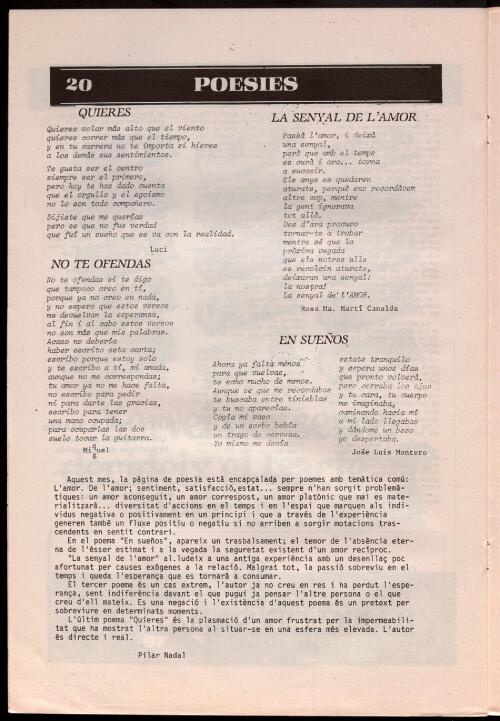 20 POESIES
QUIERES
Quieres volar más alto que el viento
quieres correr más que el tiempo,
y en tu carrera no te importa si hieres
a los demás sus sentimientos.
Te gusta ser el centro
siempre ser el primero,
pero hoy te has dado cuenta
que el orgullo y el egoismo
no lo son todo compañero.
Dijiste que me querías
pero se que no fue verdad
que fuí un sueño que se va con la realidad.
Luci
NO TE OFENDAS
No te ofendas si te digo
que tampoco creo en tí,
porque ya no creo en nada,
y no espero que estos versos
me devuelvan la esperansa,
al fin i al cabo estos versos
no son más que mis palabras.
Acaso no debería
haber escrito esta carta;
escribo porque estoy solo
y te escribo a tí, mi amada,
aunque no me correspondas;
tu amor ya no me hace falta,
no escribo para pedir
ni para darte las gracias,
escribo para tener
una mano ocupada;
para ocuparlas las dos
suelo tocar la guitarra.
Miquel
LA SENYAL DE L'AMOR
Passà l'amor, i deixà
una senyal,
però que amb el temps
es curà i ara... torna
a succeir.
Els anys es quedaren
aturats, perquè ens recordàvem
altre cop, mentre
la gent ignorava
tot allò.
Des d'ara procuro
tornar-te a trobar
mentre sé que la
pròxima vegada
que els notres ulls
es recolzin aturats,
deixaran una senyal:
la nostra!
La senyal de L'AMOR.
Rosa Ma. Martí Canalda
EN SUEÑOS
Ahora ya falta menos
para que vuelvas,
te echo mucho de menos.
Aunque se que me recordabas
te buscaba entre tinieblas
y tu no aparecías.
Cogía mi vaso
y de un sorbo bebía
un trago de cerveza.
Yo mismo me decía
estate tranquilo
y espera unos días
que pronto volverá,
pero cerraba los ojos
y tu cara, tu cuerpo
me imaginaba,
caminando hacia mí
a mi lado llegabas
y dándome un beso
yo despertaba.
José Luis Montero
Aquest mes, la pàgina de poesia està encapçalada per poemes amb temàtica comú:
L'amor. De l'amor; sentiment, satisfacció,estat... sempre n'han sorgit problemà-
tiques: un amor aconseguit, un amor correspost, un amor platònic que mai es mate-
rialitzarà... diversitat d'accions en el temps i en l'espai que marquen als indi-
vidus negativa o positivament en un principi i que a través de l'experiència
generen també un fluxe positiu o negatiu si no arriben a sorgir motacions tras-
cendents en sentit contrari.
En el poema "En sueños", apareix un trasbalsament; el temor de l'absència eter-
na de l'ésser estimat i a la vegada la seguretat existent d'un amor recíproc.
"La senyal de l'amor" al.ludeix a una antiga experiència amb un desenllaç poc
afortunat per causes exògenes a la relació. Malgrat tot, la passió sobreviu en el
temps i queda l'esperança que es tornarà a consumar.
El tercer poema és un cas extrem, l'autor ja no creu en res i ha perdut l'espe-
rança, sent indiferència davant el que pugui ja pensar l'altre persona o el que
creu d'ell mateix. Es una negació i l'existència d'aquest poema és un pretext per
sobreviure en determinats moments.
L'últim poema "Quieres" és la plasmació d'un amor frustrat per la impermeabili-
tat que ha mostrat l'altra persona al situar-se en una esfera més elevada. L'autor
és directe i real.
Pilar Nadal